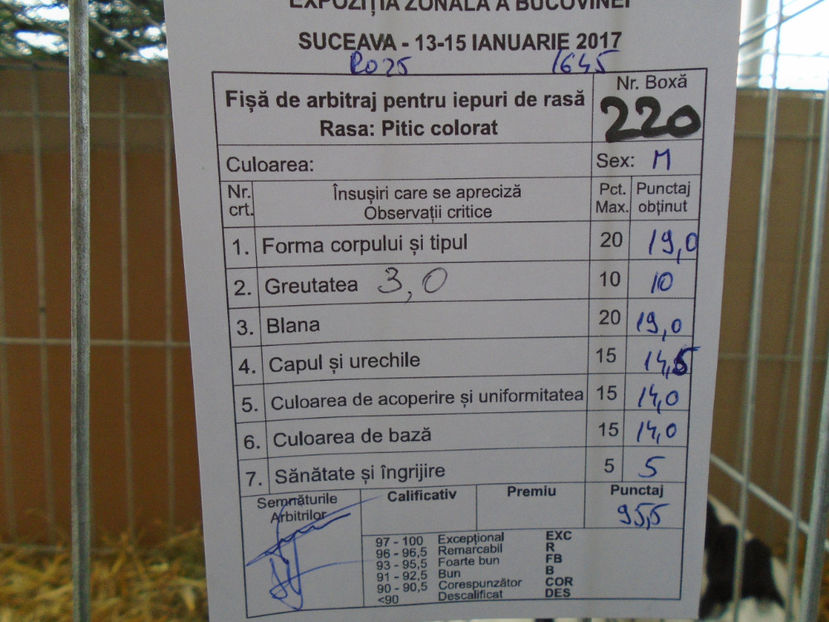 EXPOZIȚIA ZONALĂ A BUCOVINEI
SUCEAVA - 13-15 IANUARIE 2017
RO25 1645
Fișă de arbitraj pentru iepuri de rasă
Rasa: Pitic colorat
Nr. Boxă
220
Culoarea:
Sex: M
Nr. crt.
Însușiri care se apreciză
Observații critice
Pct. Max.
Punctaj obținut
1. Forma corpului și tipul 20 19,0
2. Greutatea 3,0 10 10
3. Blana 20 19,0
4. Capul și urechile 15 14,5
5. Culoarea de acoperire și uniformitatea 15 14,0
6. Culoarea de bază 15 14,0
7. Sănătate și îngrijire 5 5
Semnăturile Arbitrilor
Calificativ
Premiu
Punctaj
95,5
97 - 100 Excepțional EXC
96 - 96,5 Remarcabil R
93 - 95,5 Foarte bun FB
91 - 92,5 Bun B
90 - 90,5 Corespunzător COR
<90 Descalificat DES